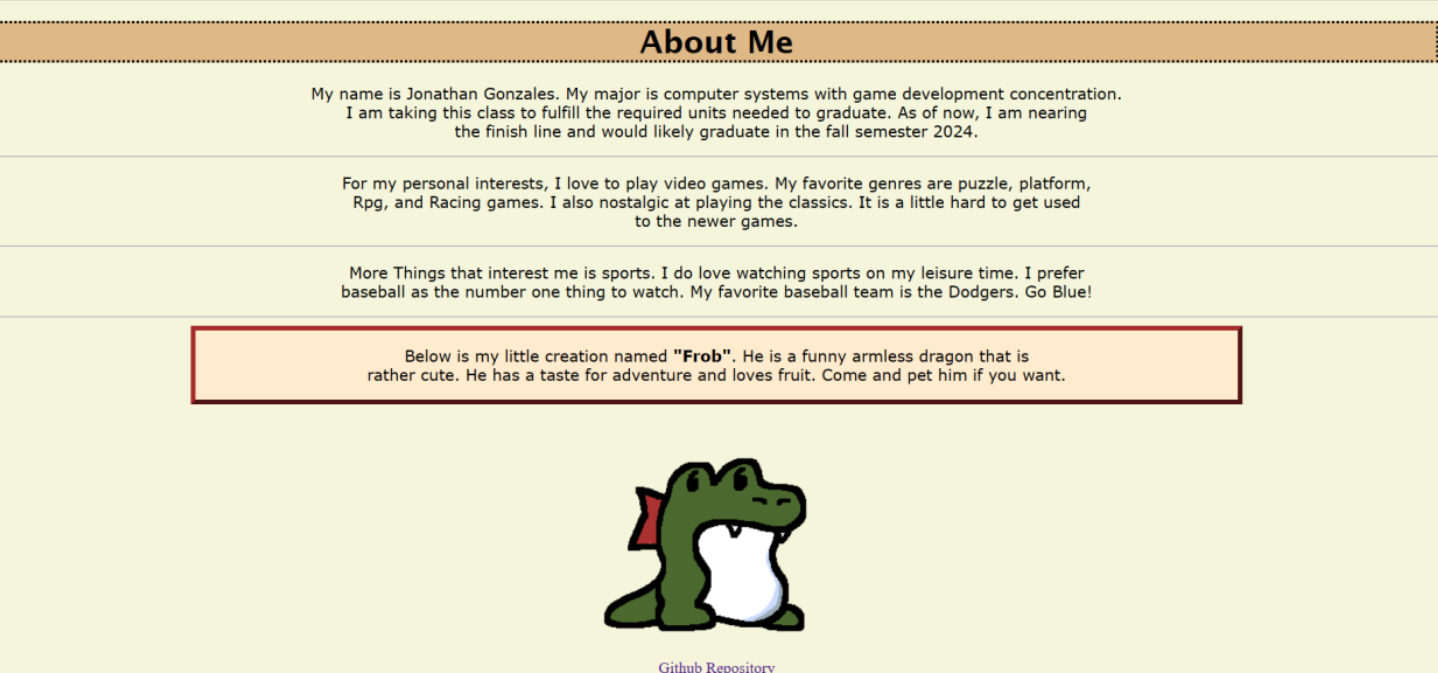 About Me
My name is Jonathan Gonzales. My major is computer systems with game development concentration.
I am taking this class to fulfill the required units needed to graduate. As of now, I am nearing
the finish line and would likely graduate in the fall semester 2024.
For my personal interests, I love to play video games. My favorite genres are puzzle, platform,
Rpg, and Racing games. I also nostalgic at playing the classics. It is a little hard to get used
to the newer games.
More Things that interest me is sports. I do love watching sports on my leisure time. I prefer
baseball as the number one thing to watch. My favorite baseball team is the Dodgers. Go Blue!
Below is my little creation named "Frob". He is a funny armless dragon that is
rather cute. He has a taste for adventure and loves fruit. Come and pet him if you want.
Github Repository